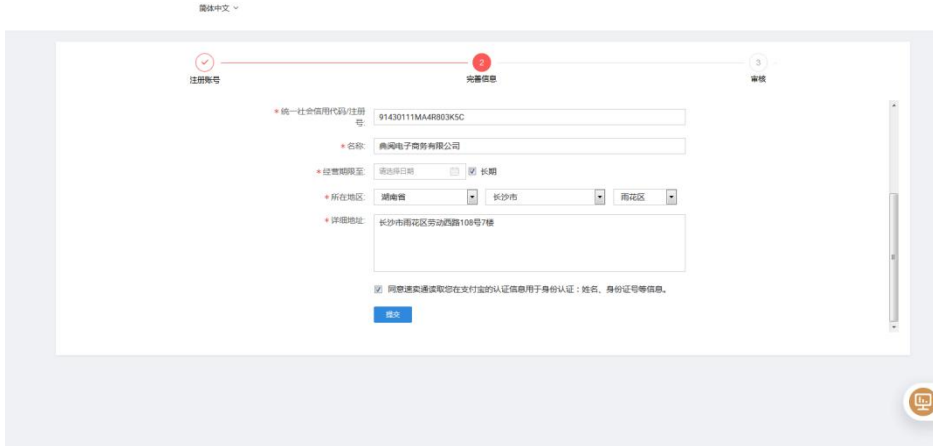 简体中文
2
3
注册账号
完善信息
审核
* 统一社会信用代码/注册号:
91430111MA4R803K5C
* 名称:
典阅电子商务有限公司
* 经营期限至:
请选择日期
长期
* 所在地区:
湖南省
长沙市
雨花区
* 详细地址:
长沙市雨花区劳动西路108号7楼
同意速卖通读取您在支付宝的认证信息用于身份认证：姓名、身份证号等信息。
提交